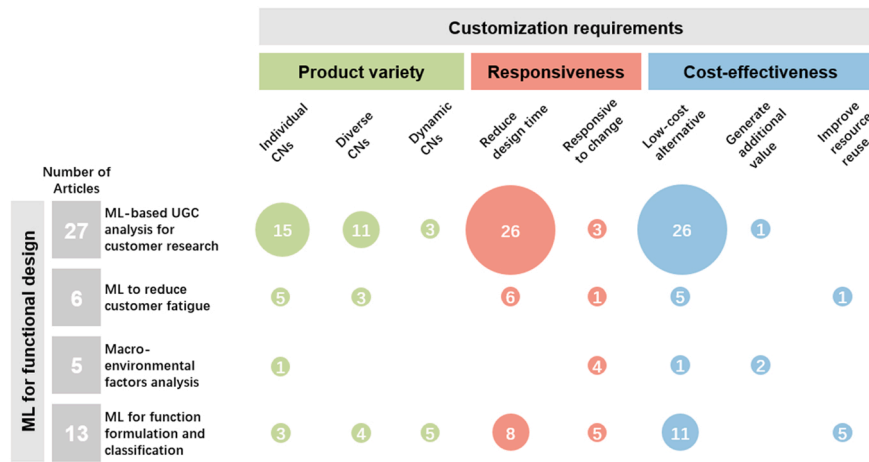 Customization requirements
Product variety
Responsiveness
Cost-effectiveness
Individual
CNs
Diverse
CNs
Dynamic
CNs
Reduce
design time
Responsive
to change
Low-cost
alternative
Generate
additional
value
Improve
resource
reuse
Number of
Articles
ML for functional design
27
ML-based UGC
analysis for
customer research
15
11
3
26
3
26
1
6
ML to reduce
customer fatigue
5
3
6
1
5
1
5
Macro-
environmental
factors analysis
1
4
1
2
13
ML for function
formulation and
classification
3
4
5
8
5
11
5